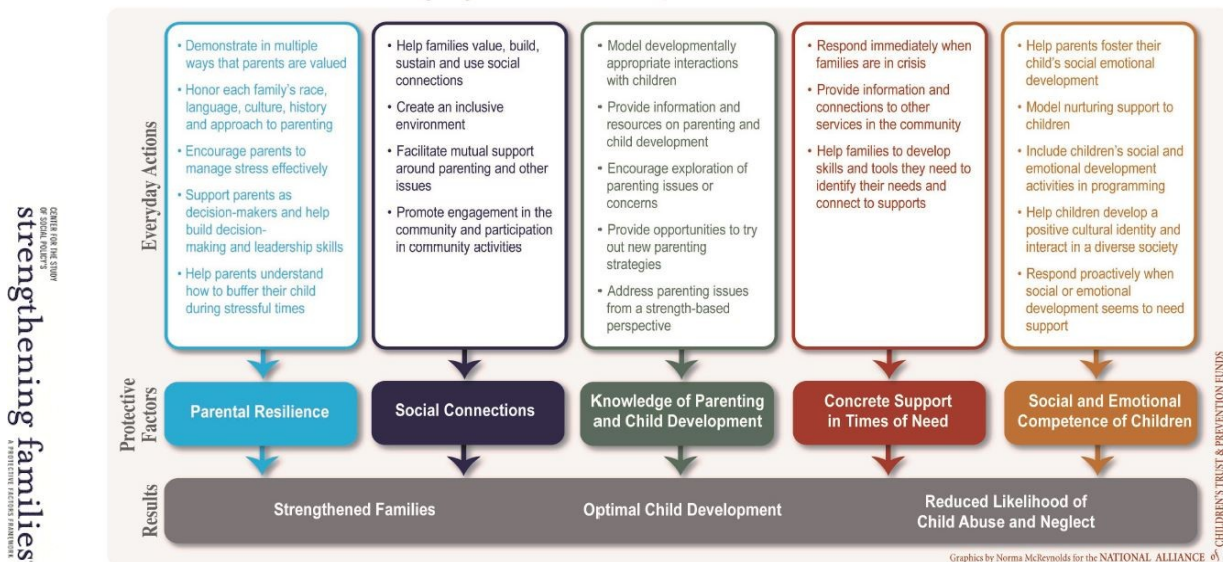 CENTER FOR THE STUDY
OF SOCIAL POLICY'S
strengthening families
A PROTECTIVE FACTORS FRAMEWORK
Everyday Actions
• Demonstrate in multiple
ways that parents are valued
• Honor each family's race,
language, culture, history
and approach to parenting
• Encourage parents to
manage stress effectively
• Support parents as
decision-makers and help
build decision-
making and leadership skills
• Help parents understand
how to buffer their child
during stressful times
• Help families value, build,
sustain and use social
connections
• Create an inclusive
environment
• Facilitate mutual support
around parenting and other
issues
• Promote engagement in the
community and participation
in community activities
• Model developmentally
appropriate interactions
with children
• Provide information and
resources on parenting and
child development
• Encourage exploration of
parenting issues or
concerns
• Provide opportunities to try
out new parenting
strategies
• Address parenting issues
from a strength-based
perspective
• Respond immediately when
families are in crisis
• Provide information and
connections to other
services in the community
• Help families to develop
skills and tools they need to
identify their needs and
connect to supports
• Help parents foster their
child's social emotional
development
• Model nurturing support to
children
• Include children's social and
emotional development
activities in programming
• Help children develop a
positive cultural identity and
interact in a diverse society
• Respond proactively when
social or emotional
development seems to need
support
Protective
Factors
Parental Resilience
Social Connections
Knowledge of Parenting
and Child Development
Concrete Support
in Times of Need
Social and Emotional
Competence of Children
Results
Strengthened Families
Optimal Child Development
Reduced Likelihood of
Child Abuse and Neglect
Graphics by Norma McReynolds for the NATIONAL ALLIANCE of
CHILDREN'S TRUST & PREVENTION FUNDS